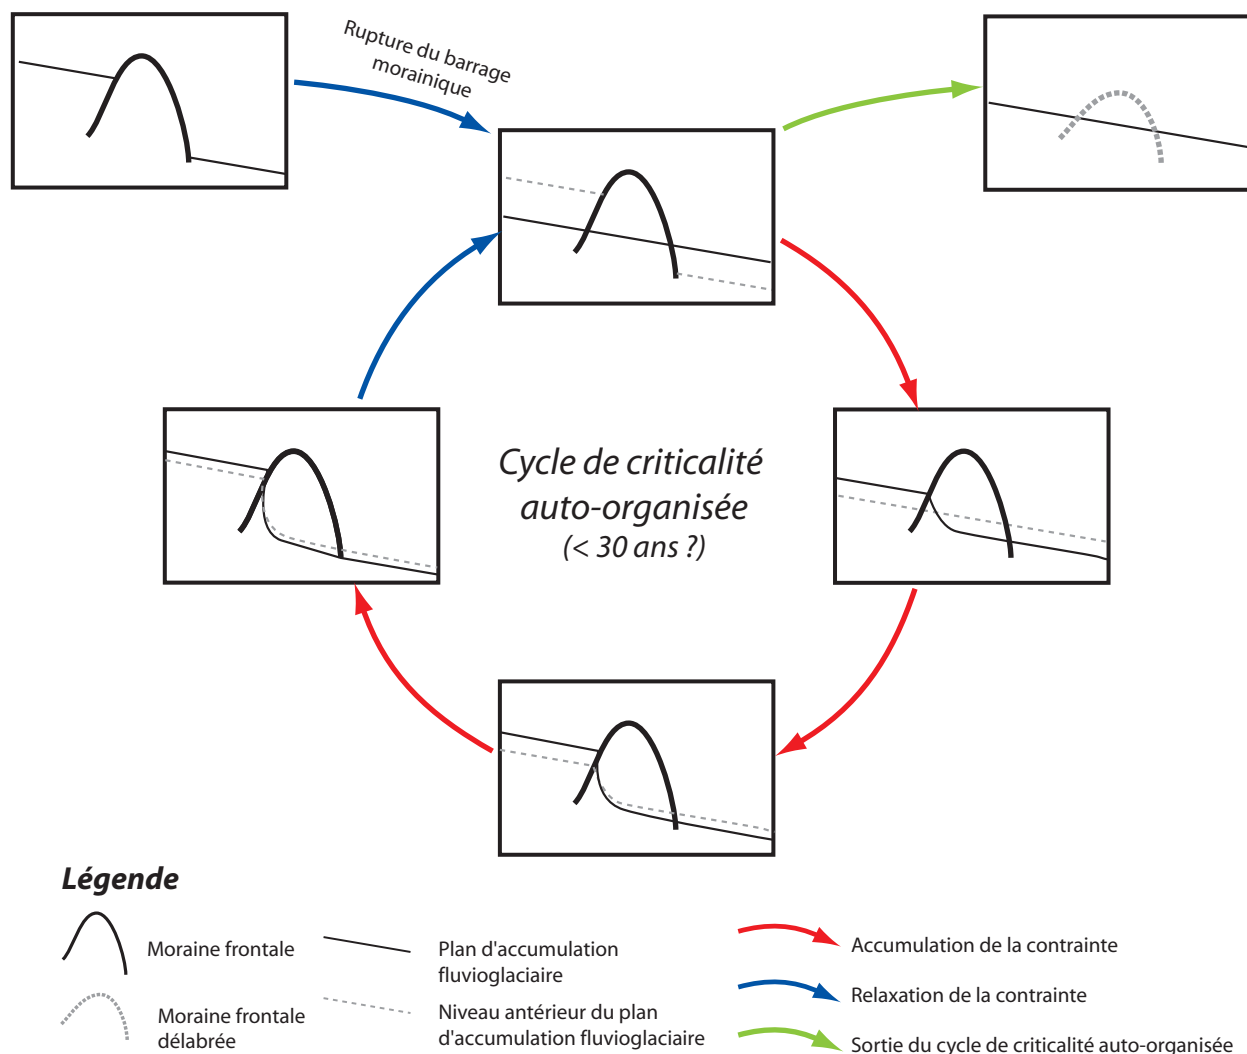 Rupture du barrage
morainique
Cycle de criticalité
auto-organisée
(< 30 ans ?)
Légende
Moraine frontale
Moraine frontale
délabrée
Plan d'accumulation
fluvioglaciaire
Niveau antérieur du plan
d'accumulation fluvioglaciaire
Accumulation de la contrainte
Relaxation de la contrainte
Sortie du cycle de criticalité auto-organisée